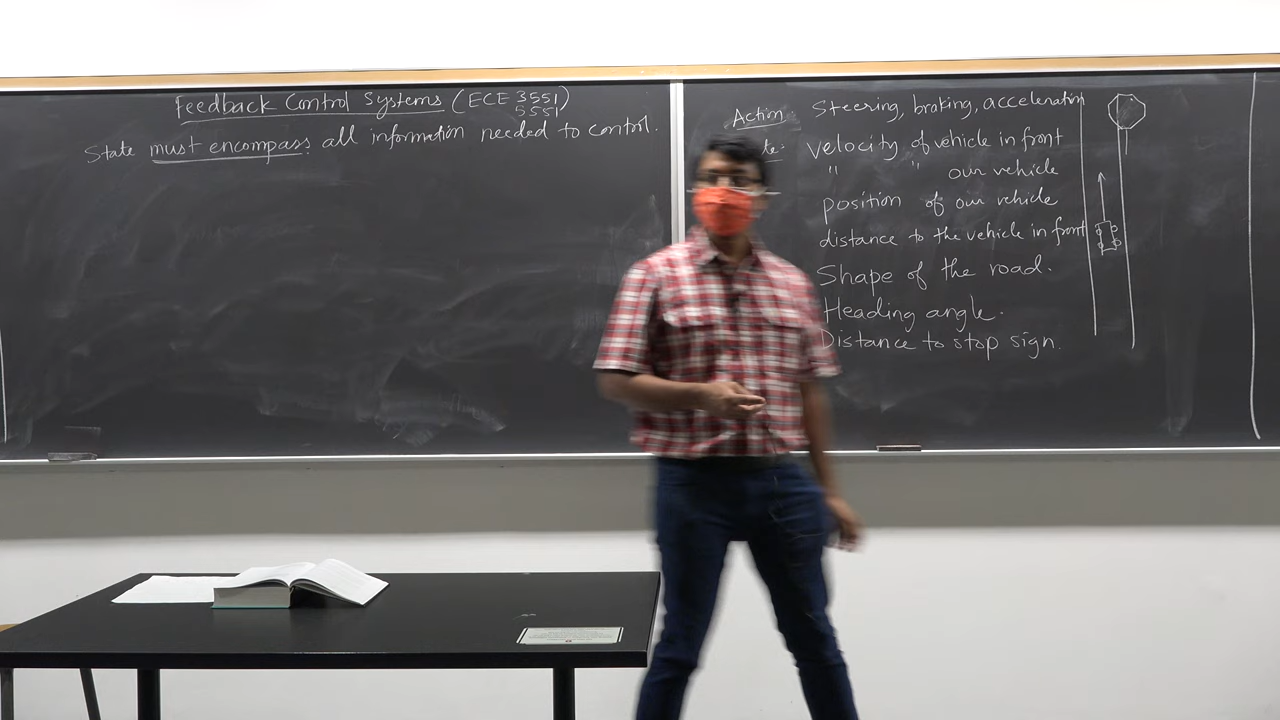 Feedback Control Systems (ECE 3551)
5551
State must encompass all information needed to control.
Action: Steering, braking, acceleration
te: velocity of vehicle in front
" " our vehicle
position of our vehicle
distance to the vehicle in front
Shape of the road.
Heading angle.
Distance to stop sign.